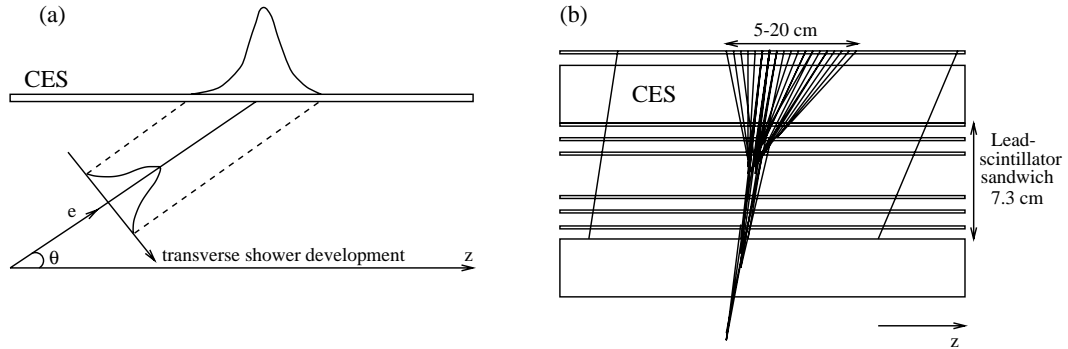 (a)
CES
e
θ
transverse shower development
z
(b)
5-20 cm
CES
Lead-
scintillator
sandwich
7.3 cm
z